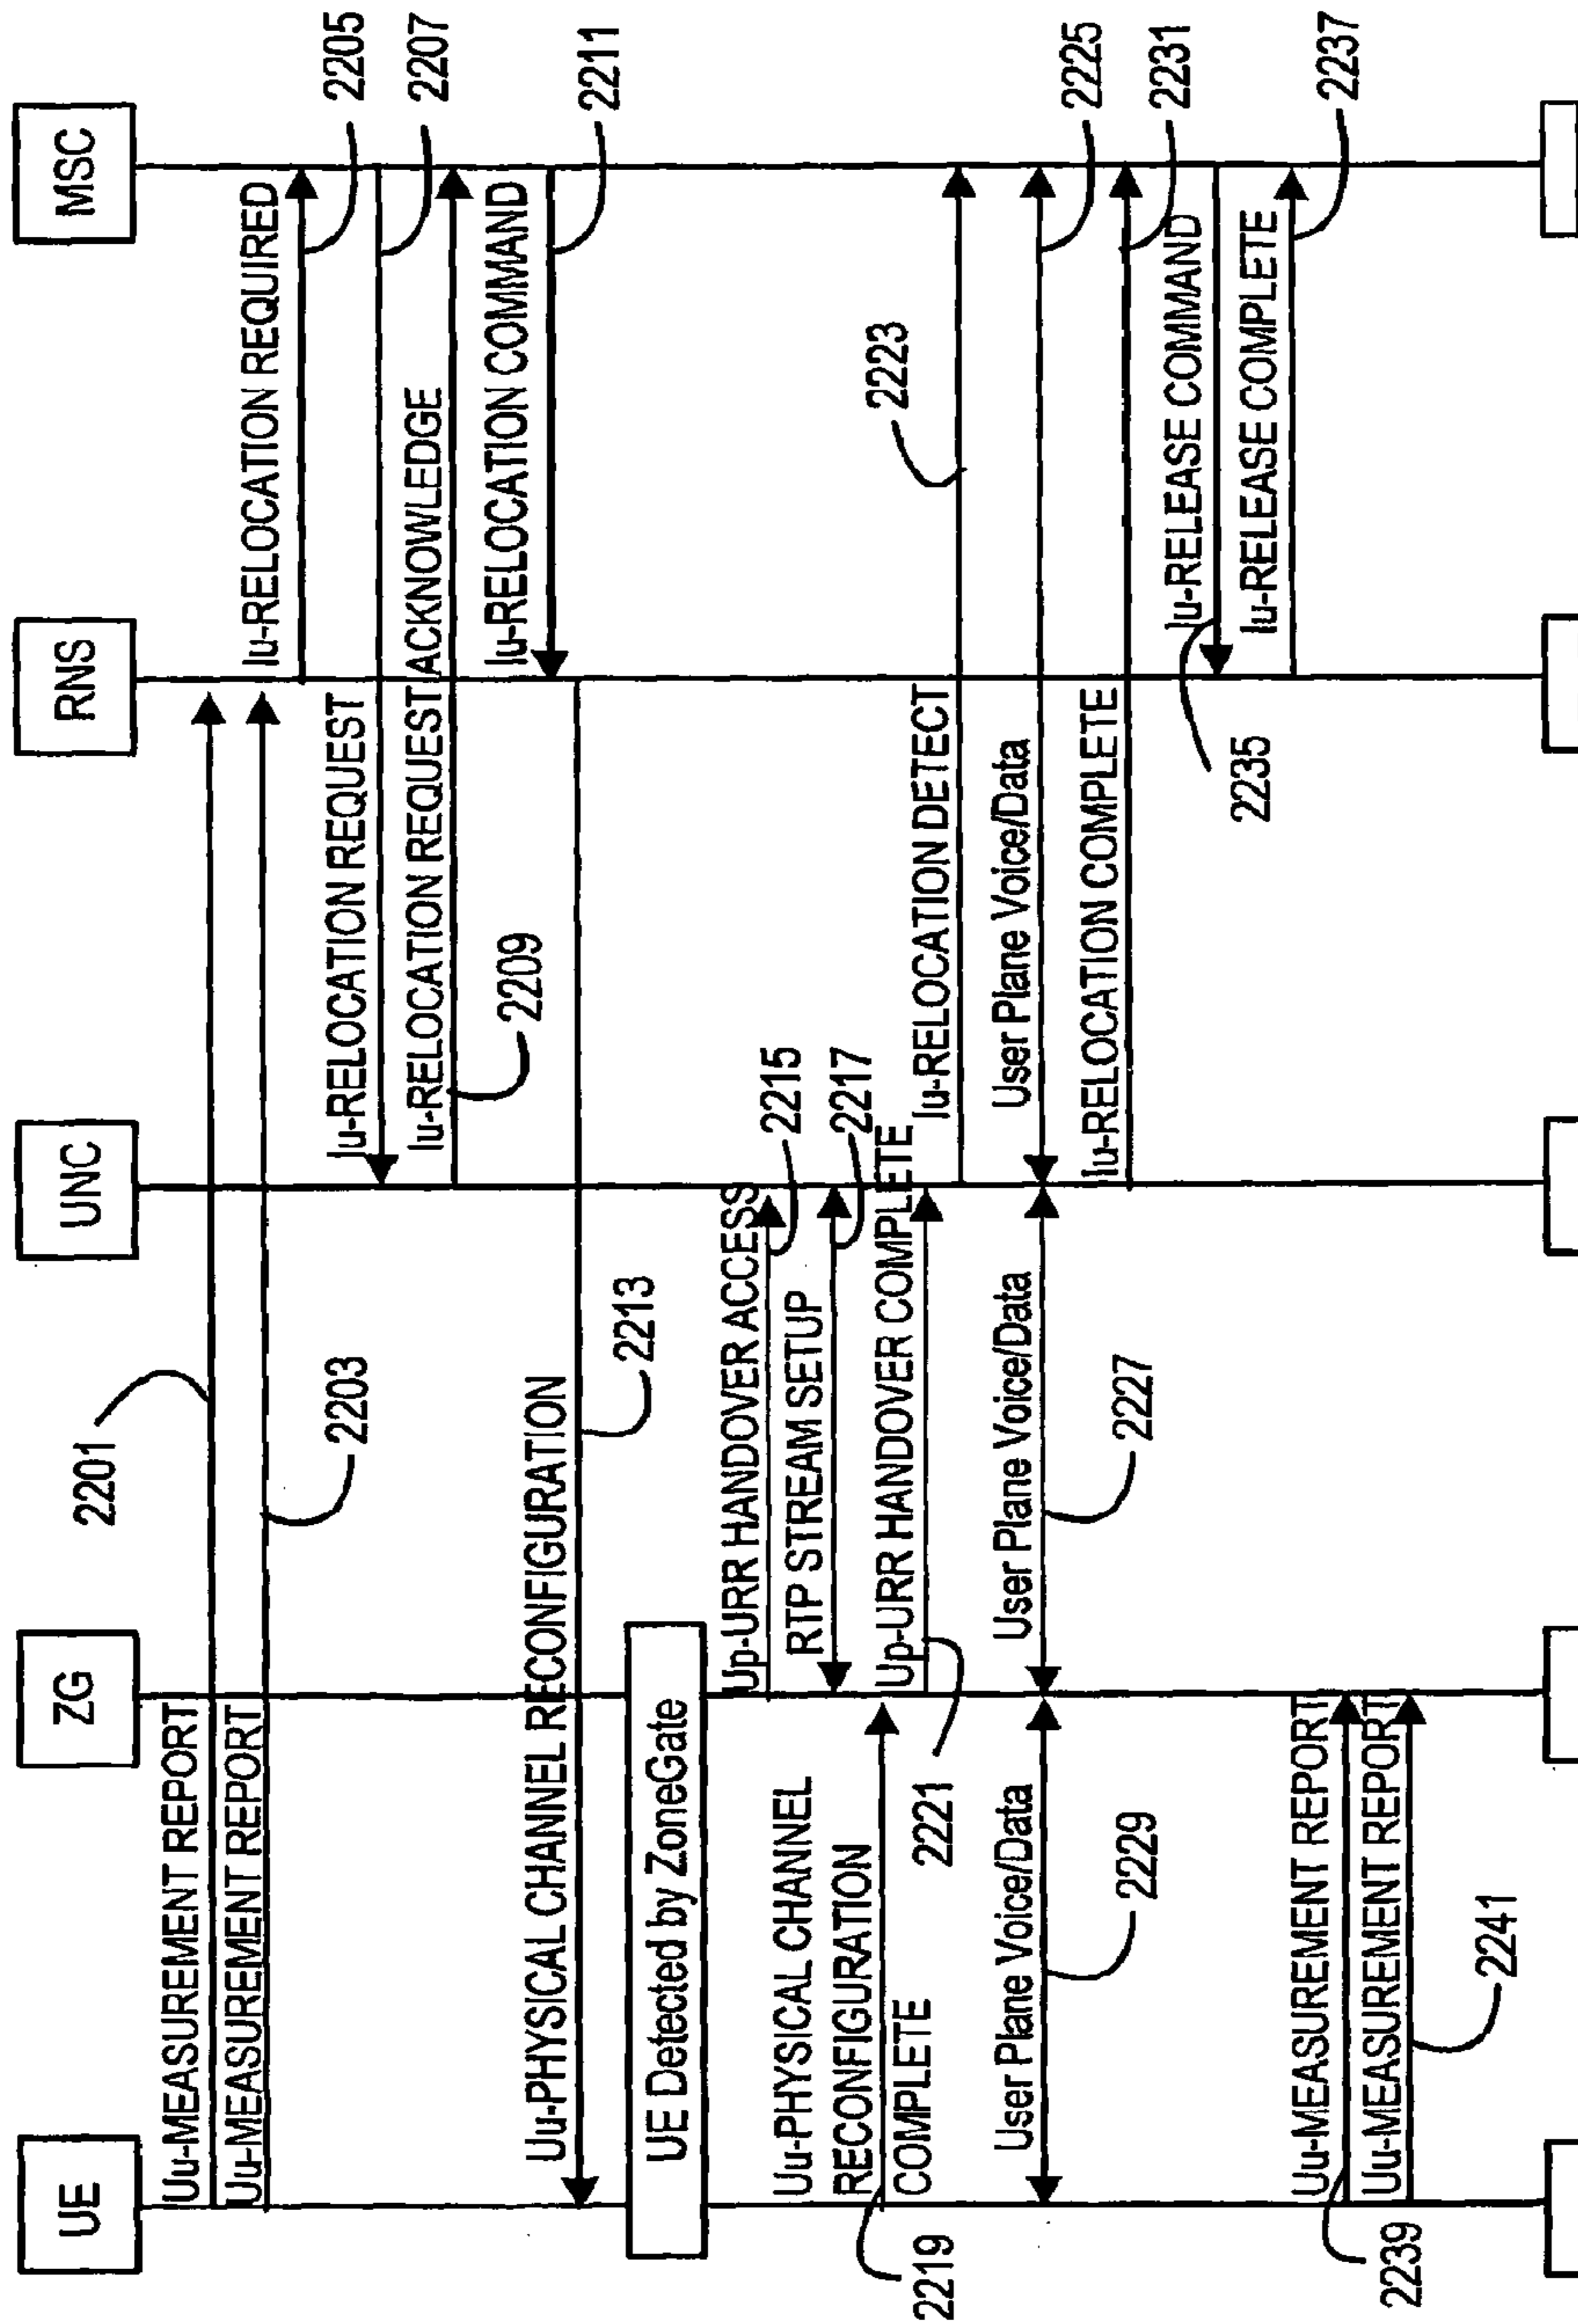 UE
ZG
UNC
RNS
MSC
Uu-MEASUREMENT REPORT
2201
Uu-MEASUREMENT REPORT
2203
Iu-RELOCATION REQUIRED
2205
Iu-RELOCATION REQUEST
2207
Iu-RELOCATION REQUEST ACKNOWLEDGE
2209
Iu-RELOCATION COMMAND
2211
Uu-PHYSICAL CHANNEL RECONFIGURATION
2213
UE Detected by ZoneGate
Up-URR HANDOVER ACCESS
2215
RTP STREAM SETUP
2217
Uu-PHYSICAL CHANNEL
RECONFIGURATION
COMPLETE
2219
Up-URR HANDOVER COMPLETE
2221
Iu-RELOCATION DETECT
2223
User Plane Voice/Data
2229
User Plane Voice/Data
2227
User Plane Voice/Data
2225
Iu-RELOCATION COMPLETE
2231
Iu-RELEASE COMMAND
2235
Iu-RELEASE COMPLETE
2237
Uu-MEASUREMENT REPORT
2239
Uu-MEASUREMENT REPORT
2241